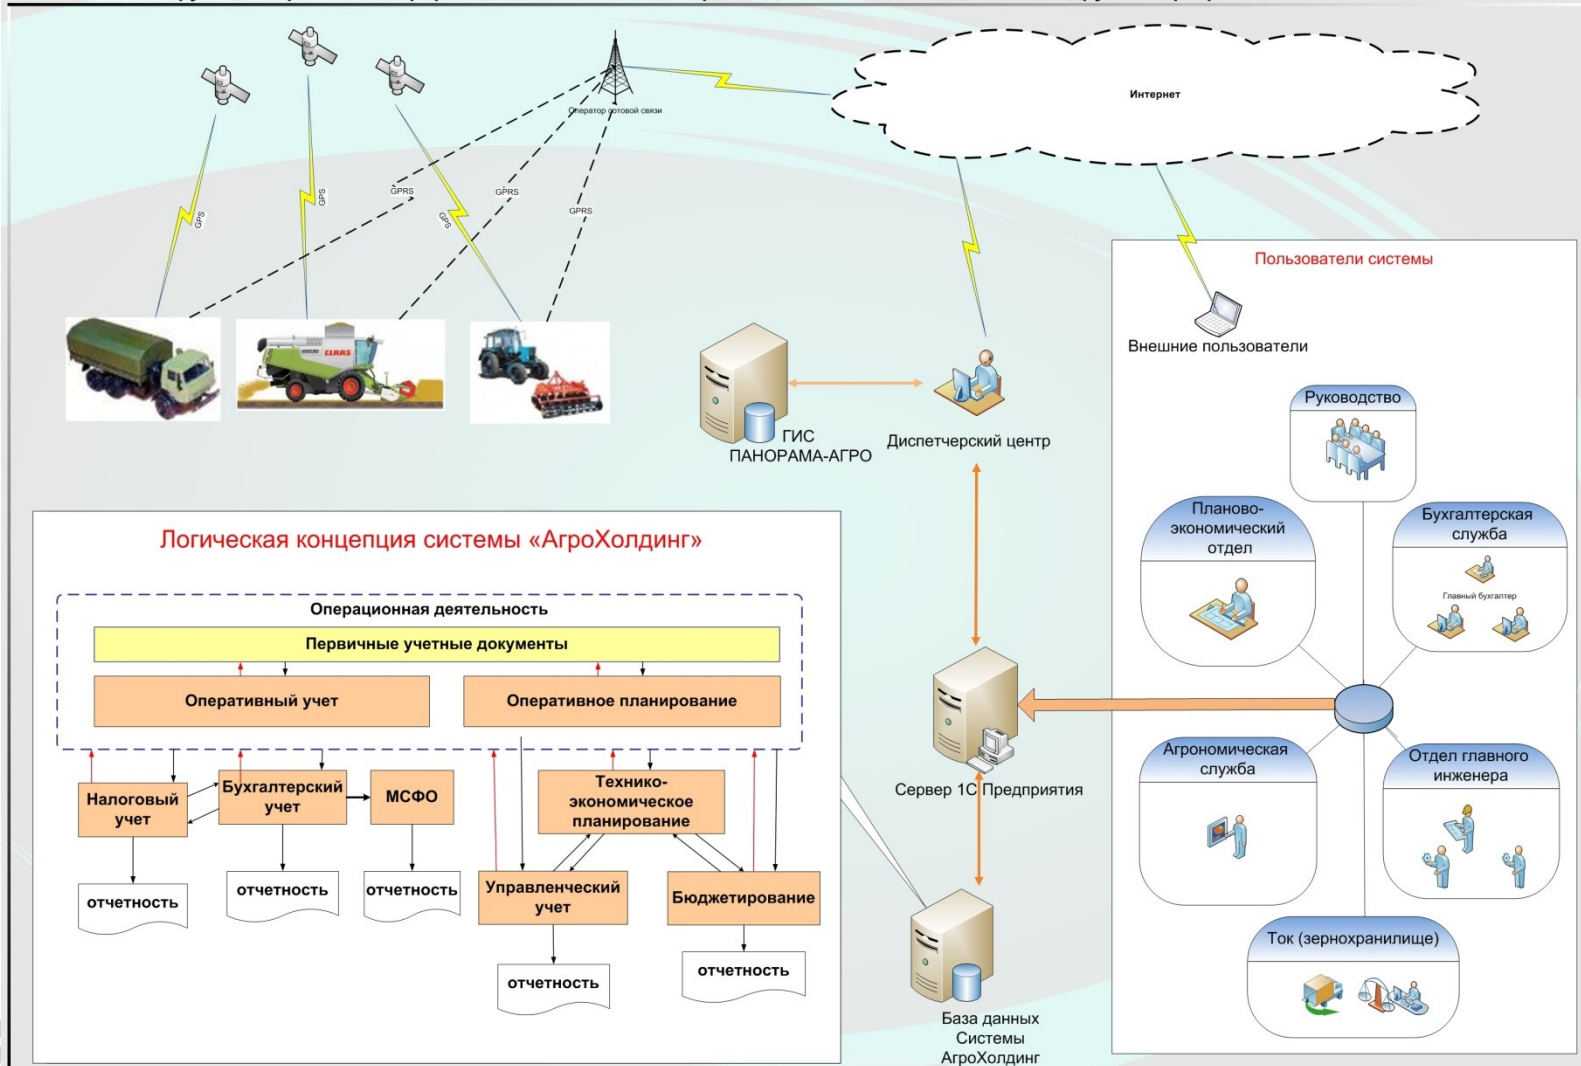 Интернет
Оператор сотовой связи
GPS
GPS
GPRS
GPS
GPRS
GPRS
CLAAS
Пользователи системы
Внешние пользователи
ГИС
ПАНОРАМА-АГРО
Диспетчерский центр
Руководство
Планово-
экономический
отдел
Бухгалтерская
служба
Главный бухгалтер
Логическая концепция системы «АгроХолдинг»
Операционная деятельность
Первичные учетные документы
Оперативный учет
Оперативное планирование
Налоговый
учет
Бухгалтерский
учет
МСФО
Технико-
экономическое
планирование
отчетность
отчетность
отчетность
Управленческий
учет
Бюджетирование
отчетность
отчетность
Сервер 1С Предприятия
Агрономическая
служба
Отдел главного
инженера
Ток (зернохранилище)
База данных
Системы
АгроХолдинг